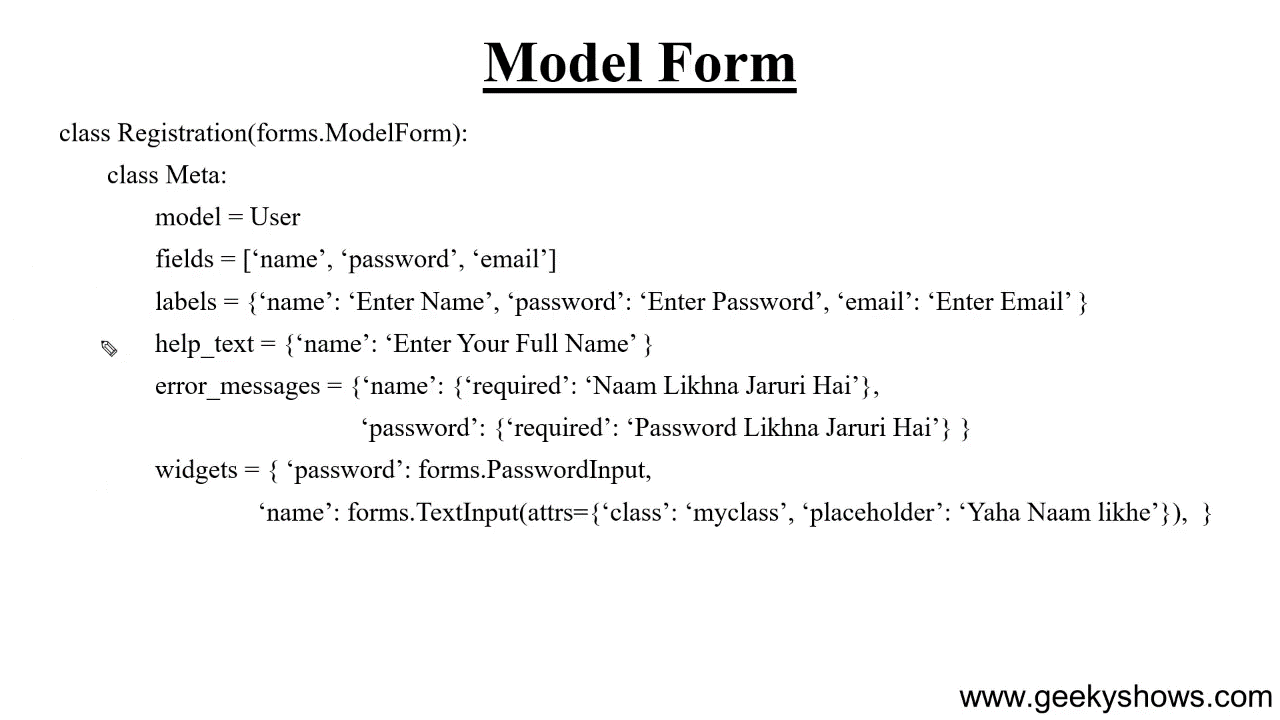 Model Form
class Registration(forms.ModelForm):
class Meta:
model = User
fields = [‘name’, ‘password’, ‘email’]
labels = {‘name’: ‘Enter Name’, ‘password’: ‘Enter Password’, ‘email’: ‘Enter Email’ }
help_text = {‘name’: ‘Enter Your Full Name’ }
error_messages = {‘name’: {‘required’: ‘Naam Likhna Jaruri Hai’},
‘password’: {‘required’: ‘Password Likhna Jaruri Hai’} }
widgets = { ‘password’: forms.PasswordInput,
‘name’: forms.TextInput(attrs={‘class’: ‘myclass’, ‘placeholder’: ‘Yaha Naam likhe’}), }
www.geekyshows.com